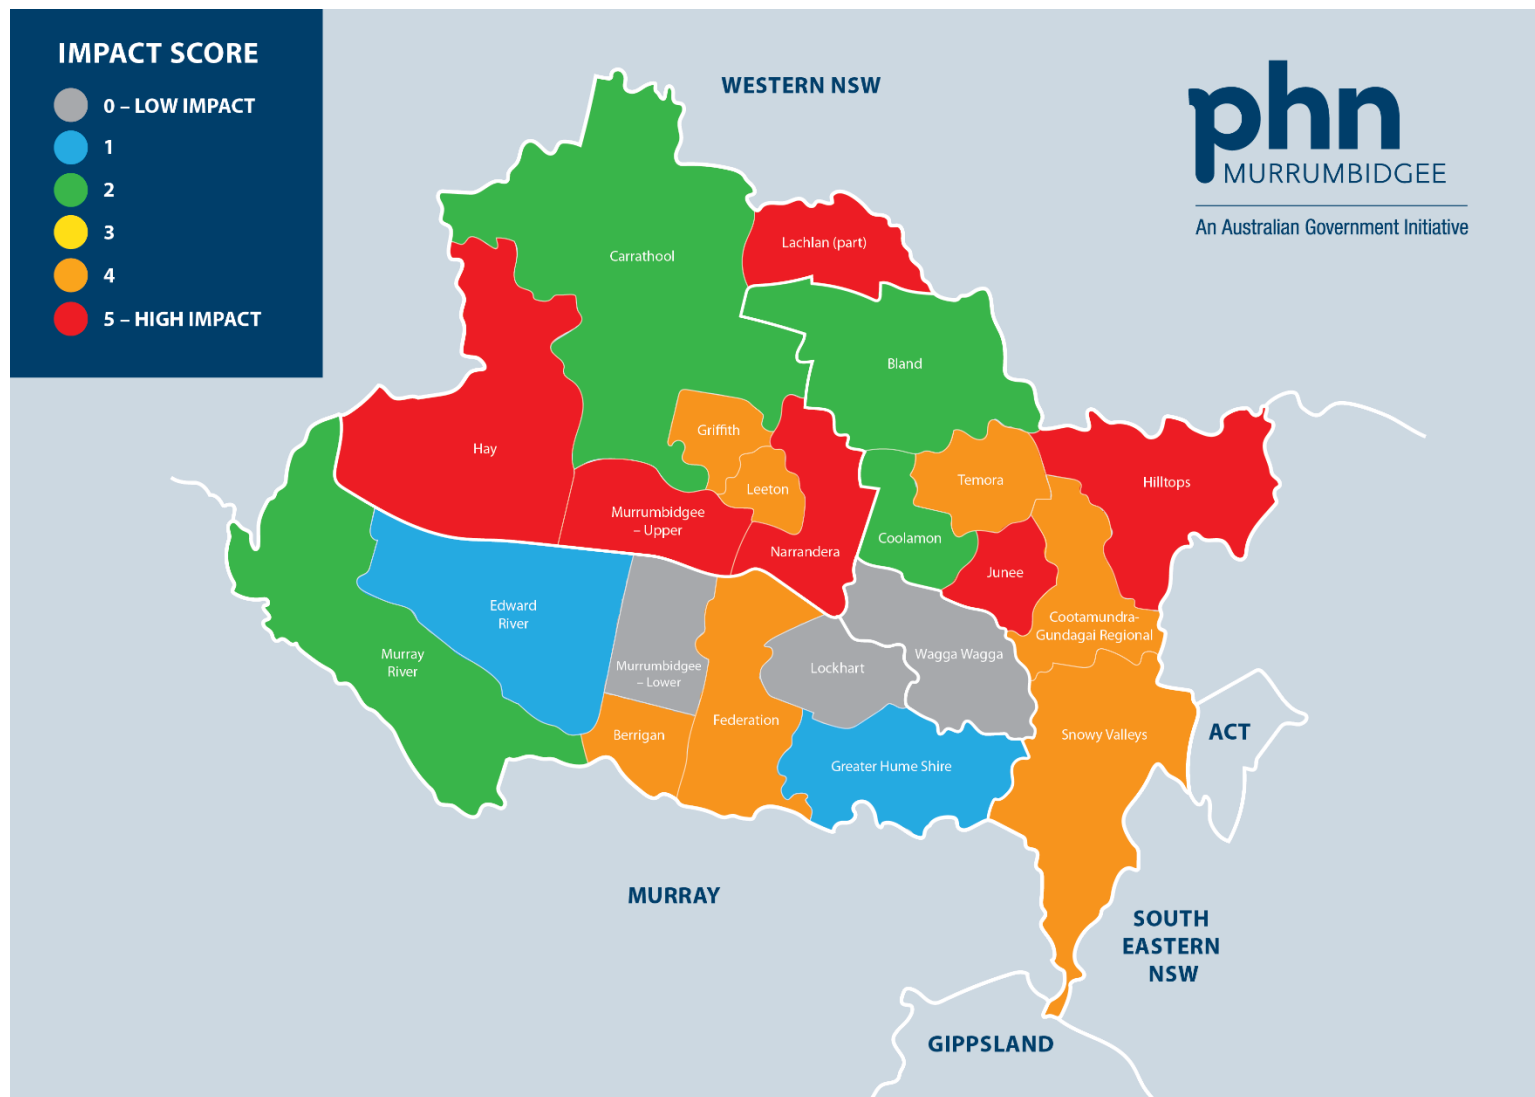 IMPACT SCORE
0 – LOW IMPACT
1
2
3
4
5 – HIGH IMPACT
WESTERN NSW
phn
MURRUMBIDGEE
An Australian Government Initiative
Lachlan (part)
Carrathool
Bland
Griffith
Hay
Temora
Hilltops
Leeton
Murrumbidgee
– Upper
Narrandera
Coolamon
Junee
Edward
River
Cootamundra-
Gundagai Regional
Murray
River
Murrumbidgee
– Lower
Lockhart
Wagga Wagga
Federation
Berrigan
Snowy Valleys
ACT
Greater Hume Shire
MURRAY
SOUTH
EASTERN
NSW
GIPPSLAND